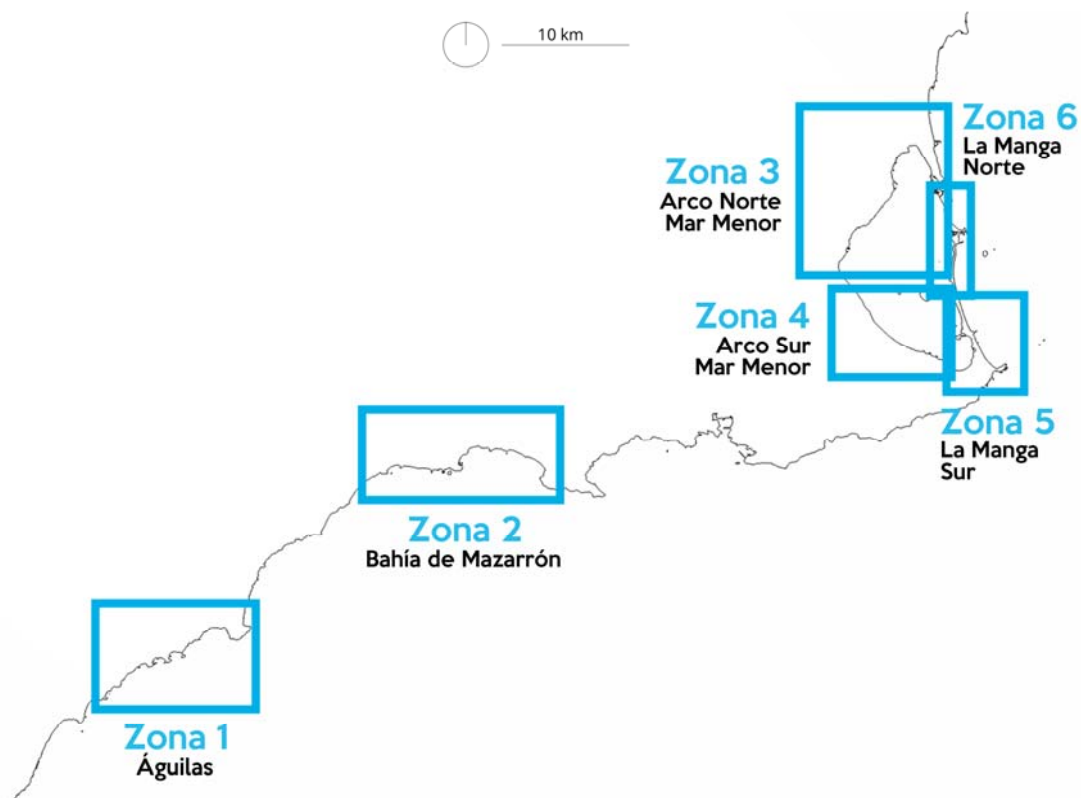 10 km
Zona 6
La Manga
Norte
Zona 3
Arco Norte
Mar Menor
Zona 4
Arco Sur
Mar Menor
Zona 5
La Manga
Sur
Zona 2
Bahía de Mazarrón
Zona 1
Águilas